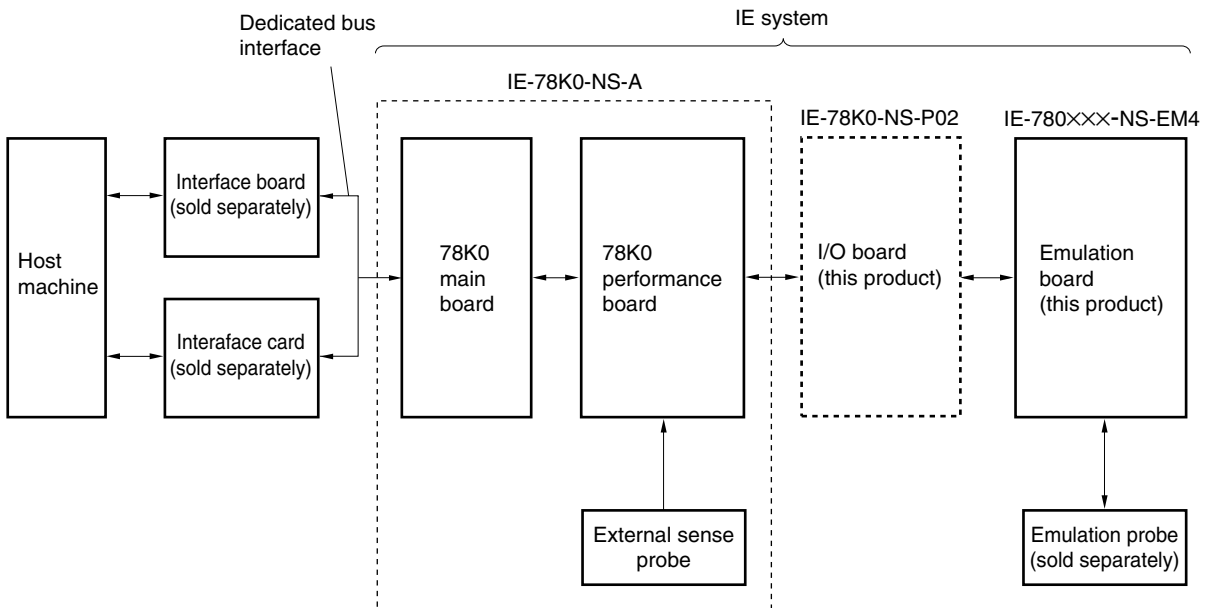 Dedicated bus
interface
IE system
IE-78K0-NS-A
IE-78K0-NS-P02
IE-780×××-NS-EM4
Host
machine
Interface board
(sold separately)
Interaface card
(sold separately)
78K0
main
board
78K0
performance
board
I/O board
(this product)
Emulation
board
(this product)
External sense
probe
Emulation probe
(sold separately)